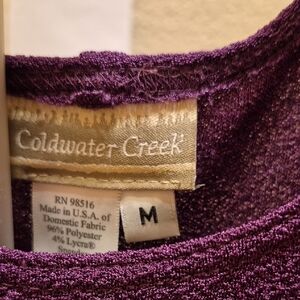 Coldwater Creek
RN 98516
Made in U.S.A. of
Domestic Fabric
96% Polyester
4% Lycra®
M